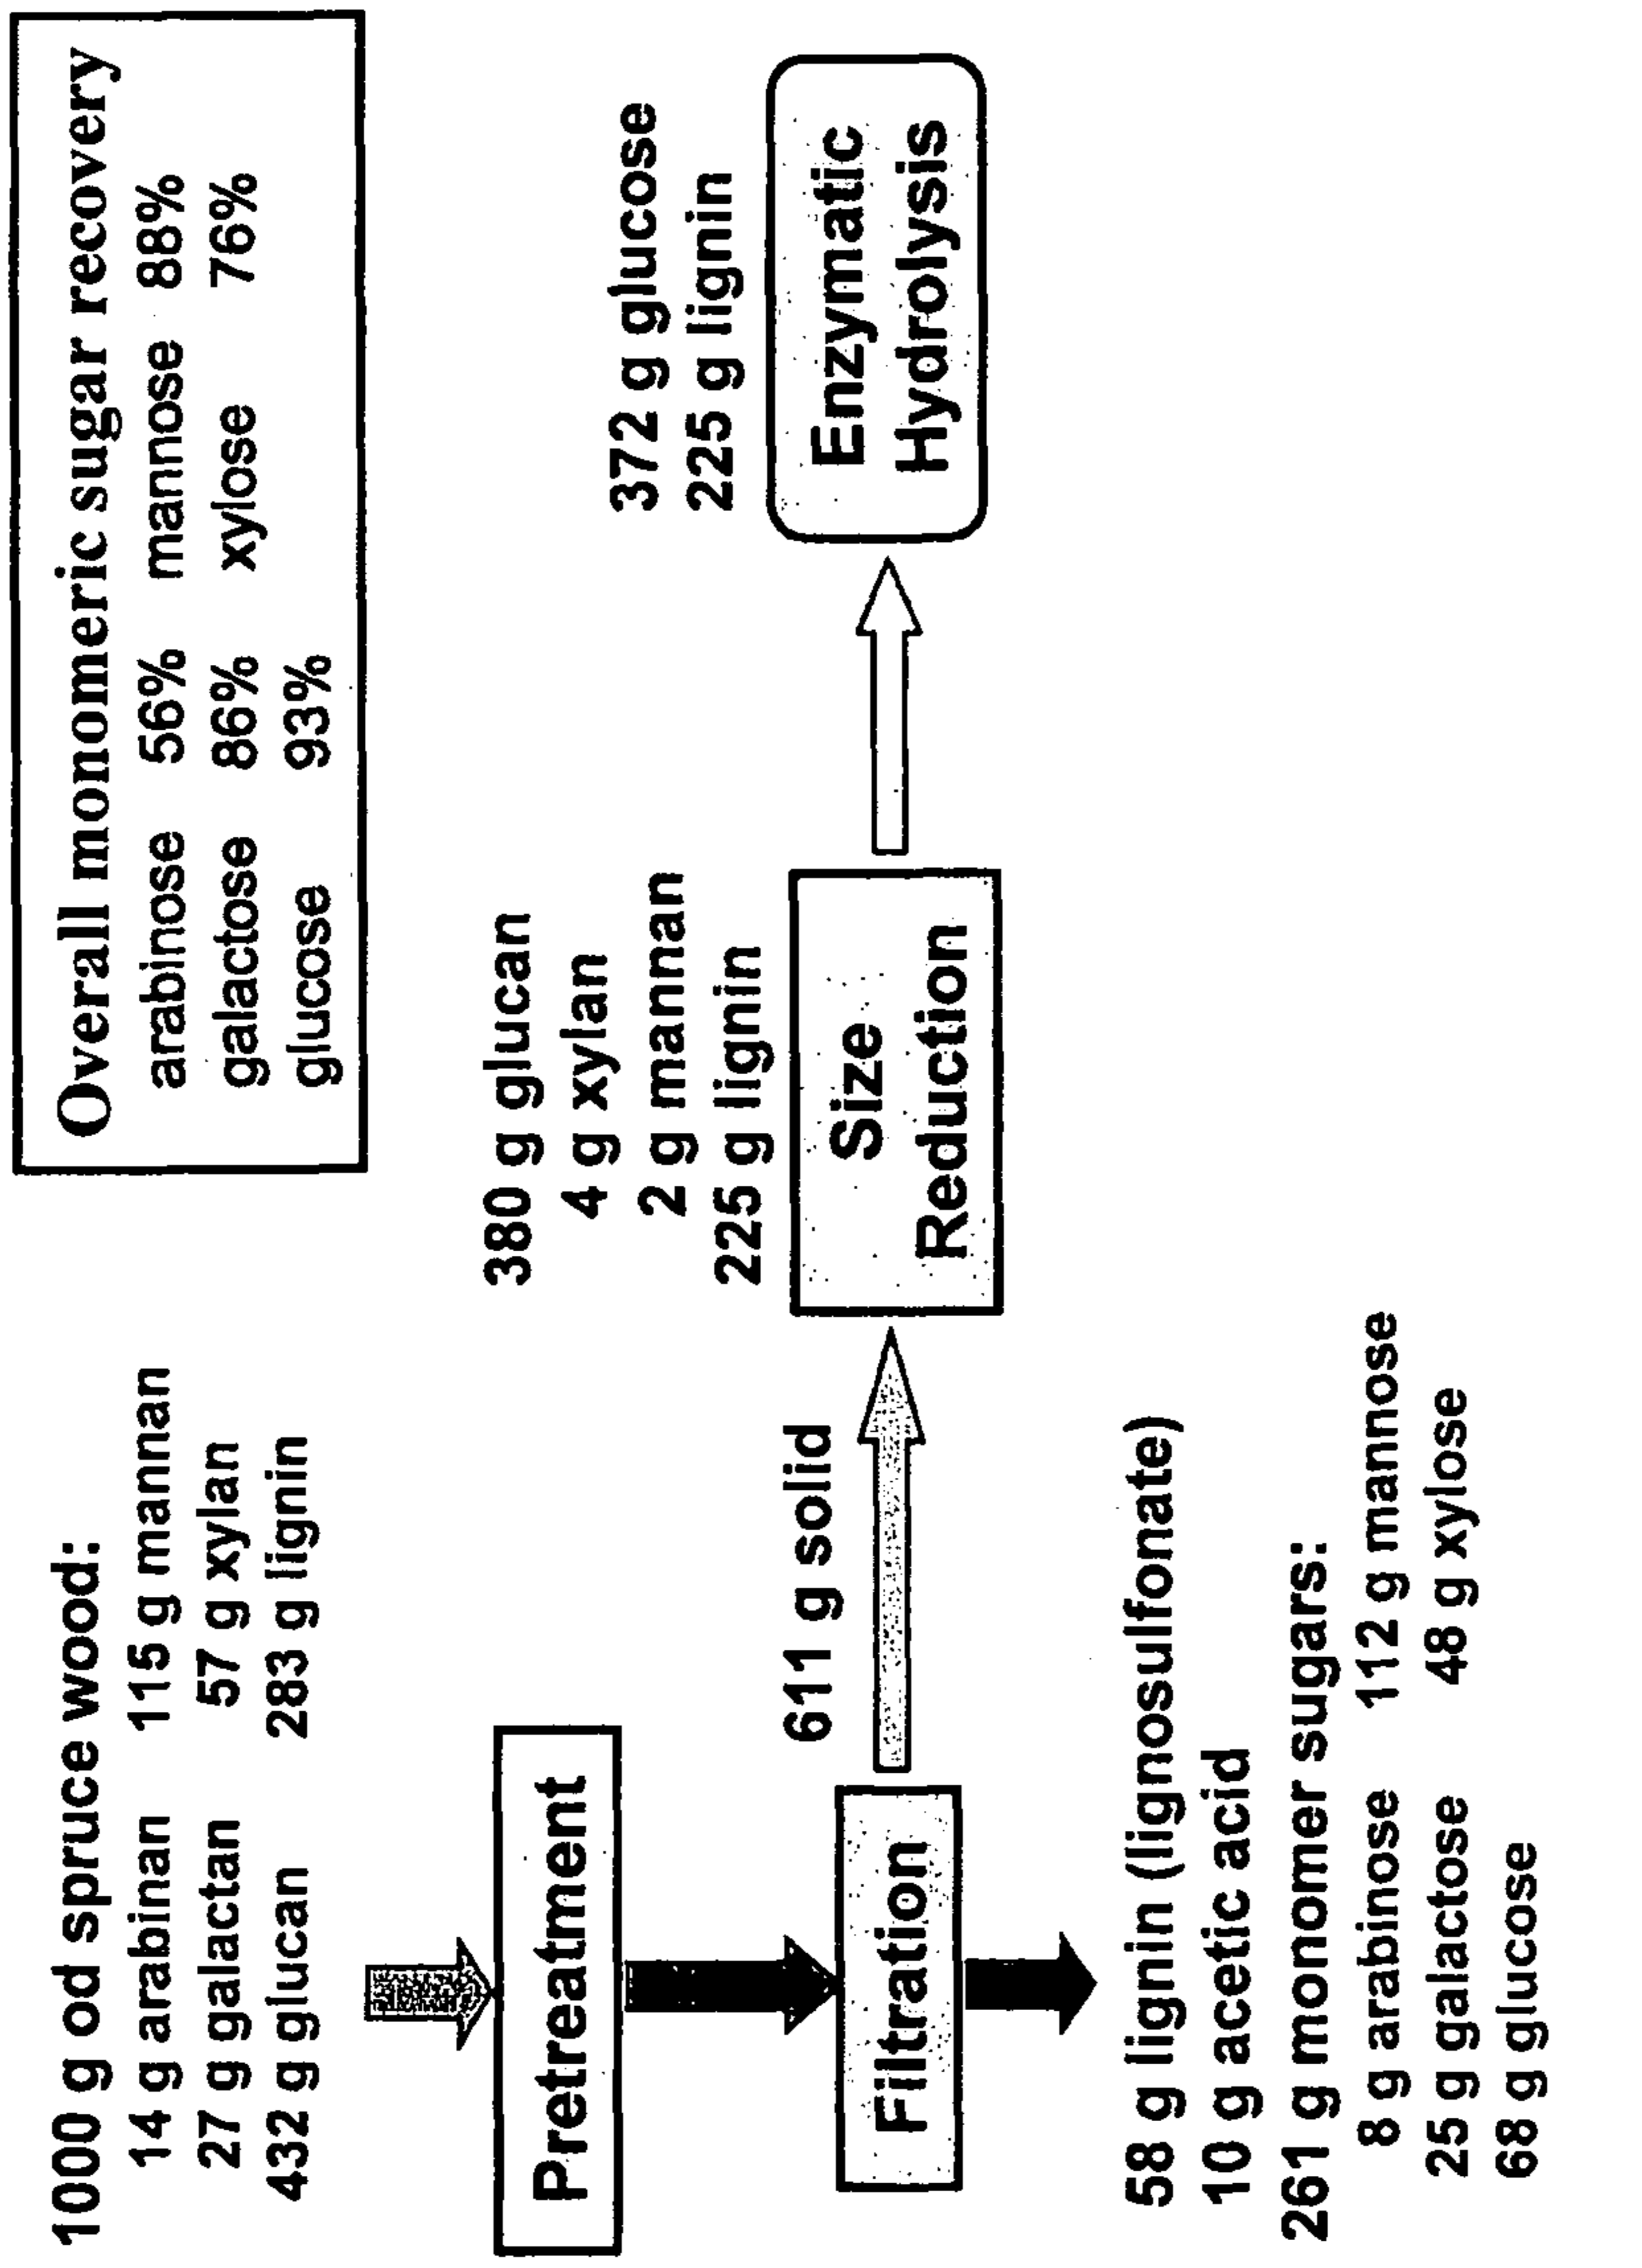 Overall monomeric sugar recovery
arabinose 56% mannose 88%
galactose 86% xylose 76%
glucose 93%
1000 g od spruce wood:
14 g arabinan 115 g mannan
27 g galactan 57 g xylan
432 g glucan 283 g lignin
Pretreatment
Filtration
611 g solid
58 g lignin (lignosulfonate)
10 g acetic acid
261 g monomer sugars:
8 g arabinose 112 g mannose
25 g galactose 48 g xylose
68 g glucose
380 g glucan
4 g xylan
2 g mannan
225 g lignin
Size
Reduction
372 g glucose
225 g lignin
Enzymatic
Hydrolysis